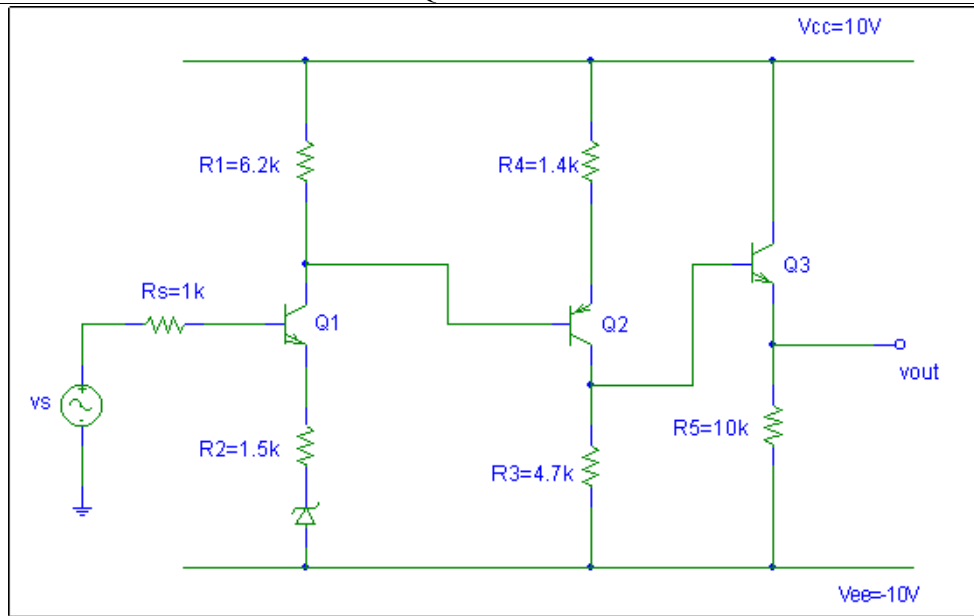 Vcc=10V
R1=6.2k
R4=1.4k
Q3
Rs=1k
Q1
Q2
vs
+
-
vout
R2=1.5k
R5=10k
R3=4.7k
Vee=-10V